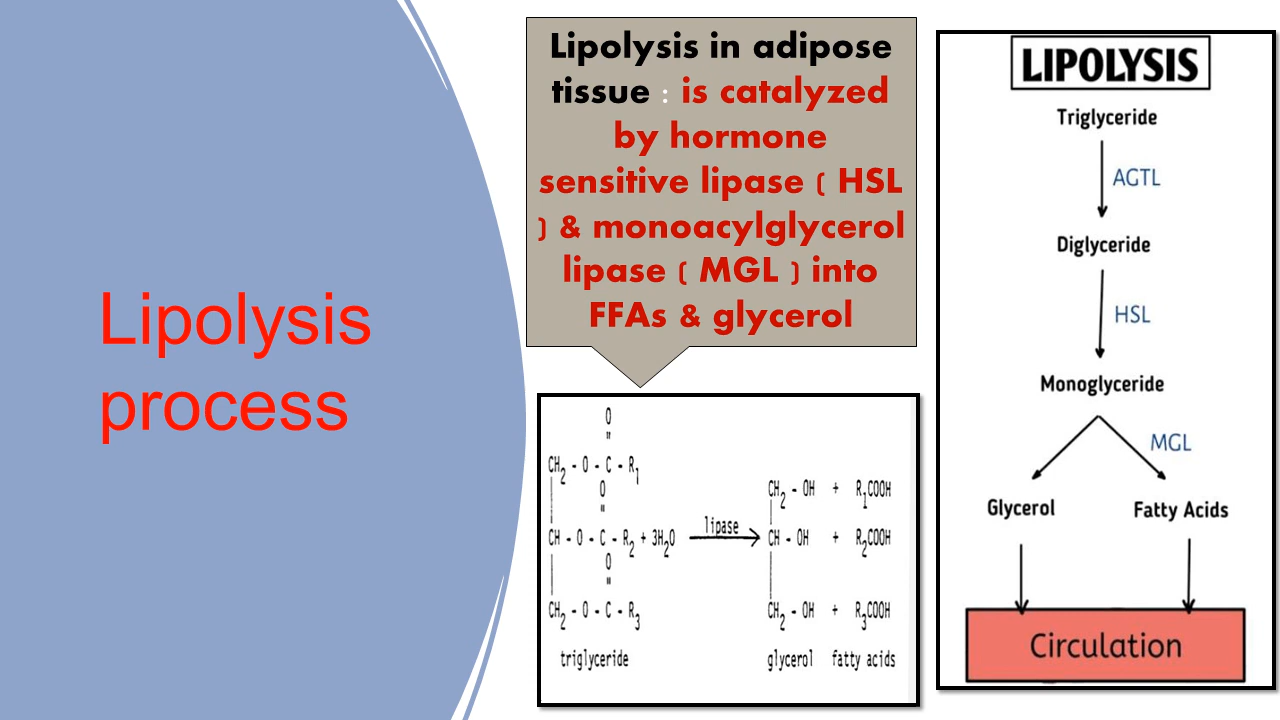 Lipolysis
process
Lipolysis in adipose
tissue : is catalyzed
by hormone
sensitive lipase ( HSL
) & monoacylglycerol
lipase ( MGL ) into
FFAs & glycerol
O
"
CH2 - O - C - R1
O
"
CH - O - C - R2 + 3H2O
O
"
CH2 - O - C - R3
triglyceride
lipase
CH2 - OH + R1COOH
CH - OH + R2COOH
CH2 - OH + R3COOH
glycerol fatty acids
LIPOLYSIS
Triglyceride
AGTL
Diglyceride
HSL
Monoglyceride
MGL
Glycerol Fatty Acids
Circulation